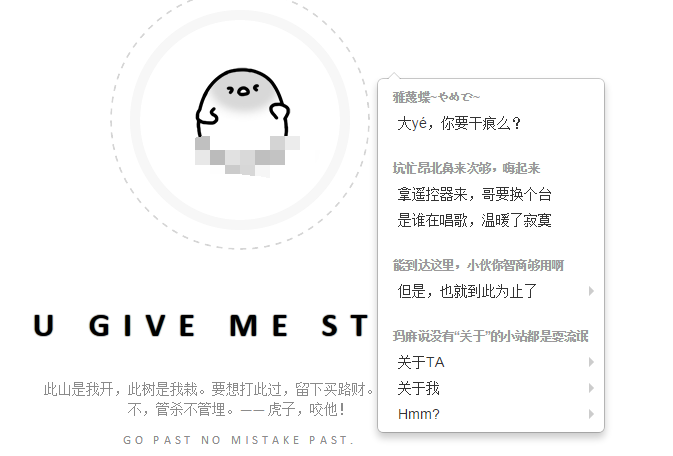 雅蔑蝶~やめて~
大yé，你要干痕么？
坑忙昂北鼻来次够，嗨起来
拿遥控器来，哥要换个台
是谁在唱歌，温暖了寂寞
能到达这里，小伙你智商够用啊
但是，也就到此为止了
玛麻说没有“关于”的小站都是耍流氓
关于TA
关于我
Hmm?
U GIVE ME ST
此山是我开，此树是我栽。要想打此过，留下买路财。
不，管杀不管埋。—— 虎子，咬他！
GO PAST NO MISTAKE PAST.